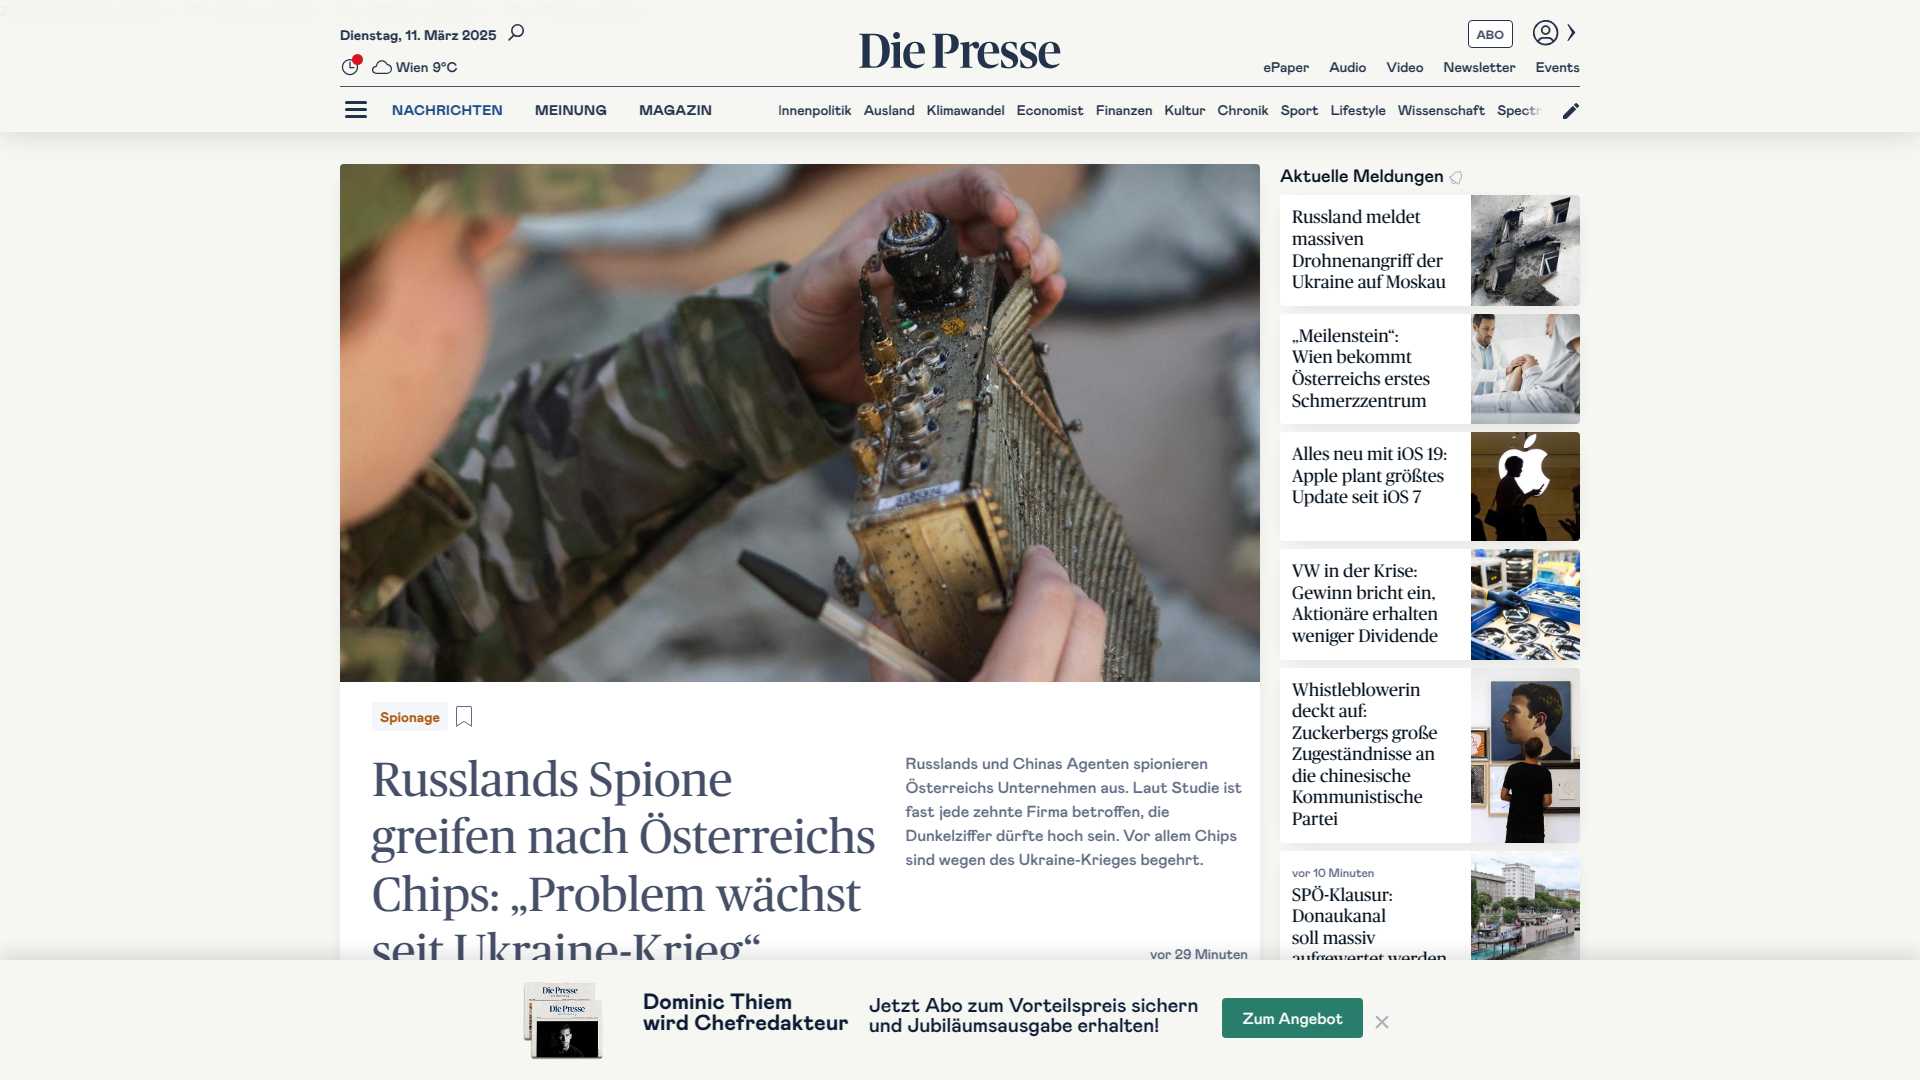 Dienstag, 11. März 2025
Wien 9°C
Die Presse
ABO
ePaper Audio Video Newsletter Events
NACHRICHTEN MEINUNG MAGAZIN
Innenpolitik Ausland Klimawandel Economist Finanzen Kultur Chronik Sport Lifestyle Wissenschaft Spectr
Spionage
Russlands Spione
greifen nach Österreichs
Chips: „Problem wächst
seit Ukraine-Krieg“
Russlands und Chinas Agenten spionieren
Österreichs Unternehmen aus. Laut Studie ist
fast jede zehnte Firma betroffen, die
Dunkelziffer dürfte hoch sein. Vor allem Chips
sind wegen des Ukraine-Krieges begehrt.
vor 29 Minuten
Aktuelle Meldungen
Russland meldet
massiven
Drohnenangriff der
Ukraine auf Moskau
„Meilenstein“:
Wien bekommt
Österreichs erstes
Schmerzzentrum
Alles neu mit iOS 19:
Apple plant größtes
Update seit iOS 7
VW in der Krise:
Gewinn bricht ein,
Aktionäre erhalten
weniger Dividende
Whistleblowerin
deckt auf:
Zuckerbergs große
Zugeständnisse an
die chinesische
Kommunistische
Partei
vor 10 Minuten
SPÖ-Klausur:
Donaukanal
soll massiv
aufgewertet werden
Die Presse
Die Presse
Dominic Thiem
wird Chefredakteur
Jetzt Abo zum Vorteilspreis sichern
und Jubiläumsausgabe erhalten!
Zum Angebot